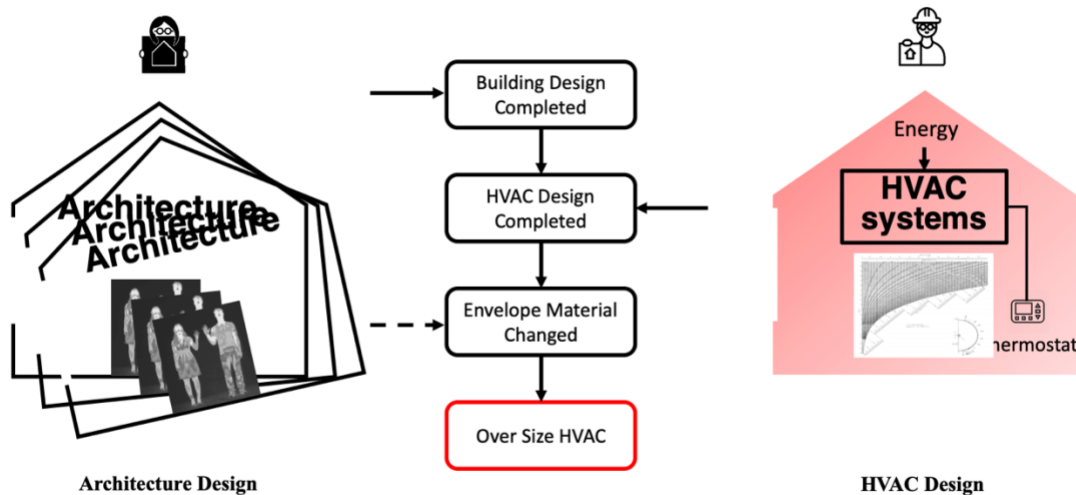 Building Design
Completed
HVAC Design
Completed
Envelope Material
Changed
Over Size HVAC
Architecture
Architecture
Architecture
Architecture Design
Energy
HVAC
systems
hermostat
HVAC Design